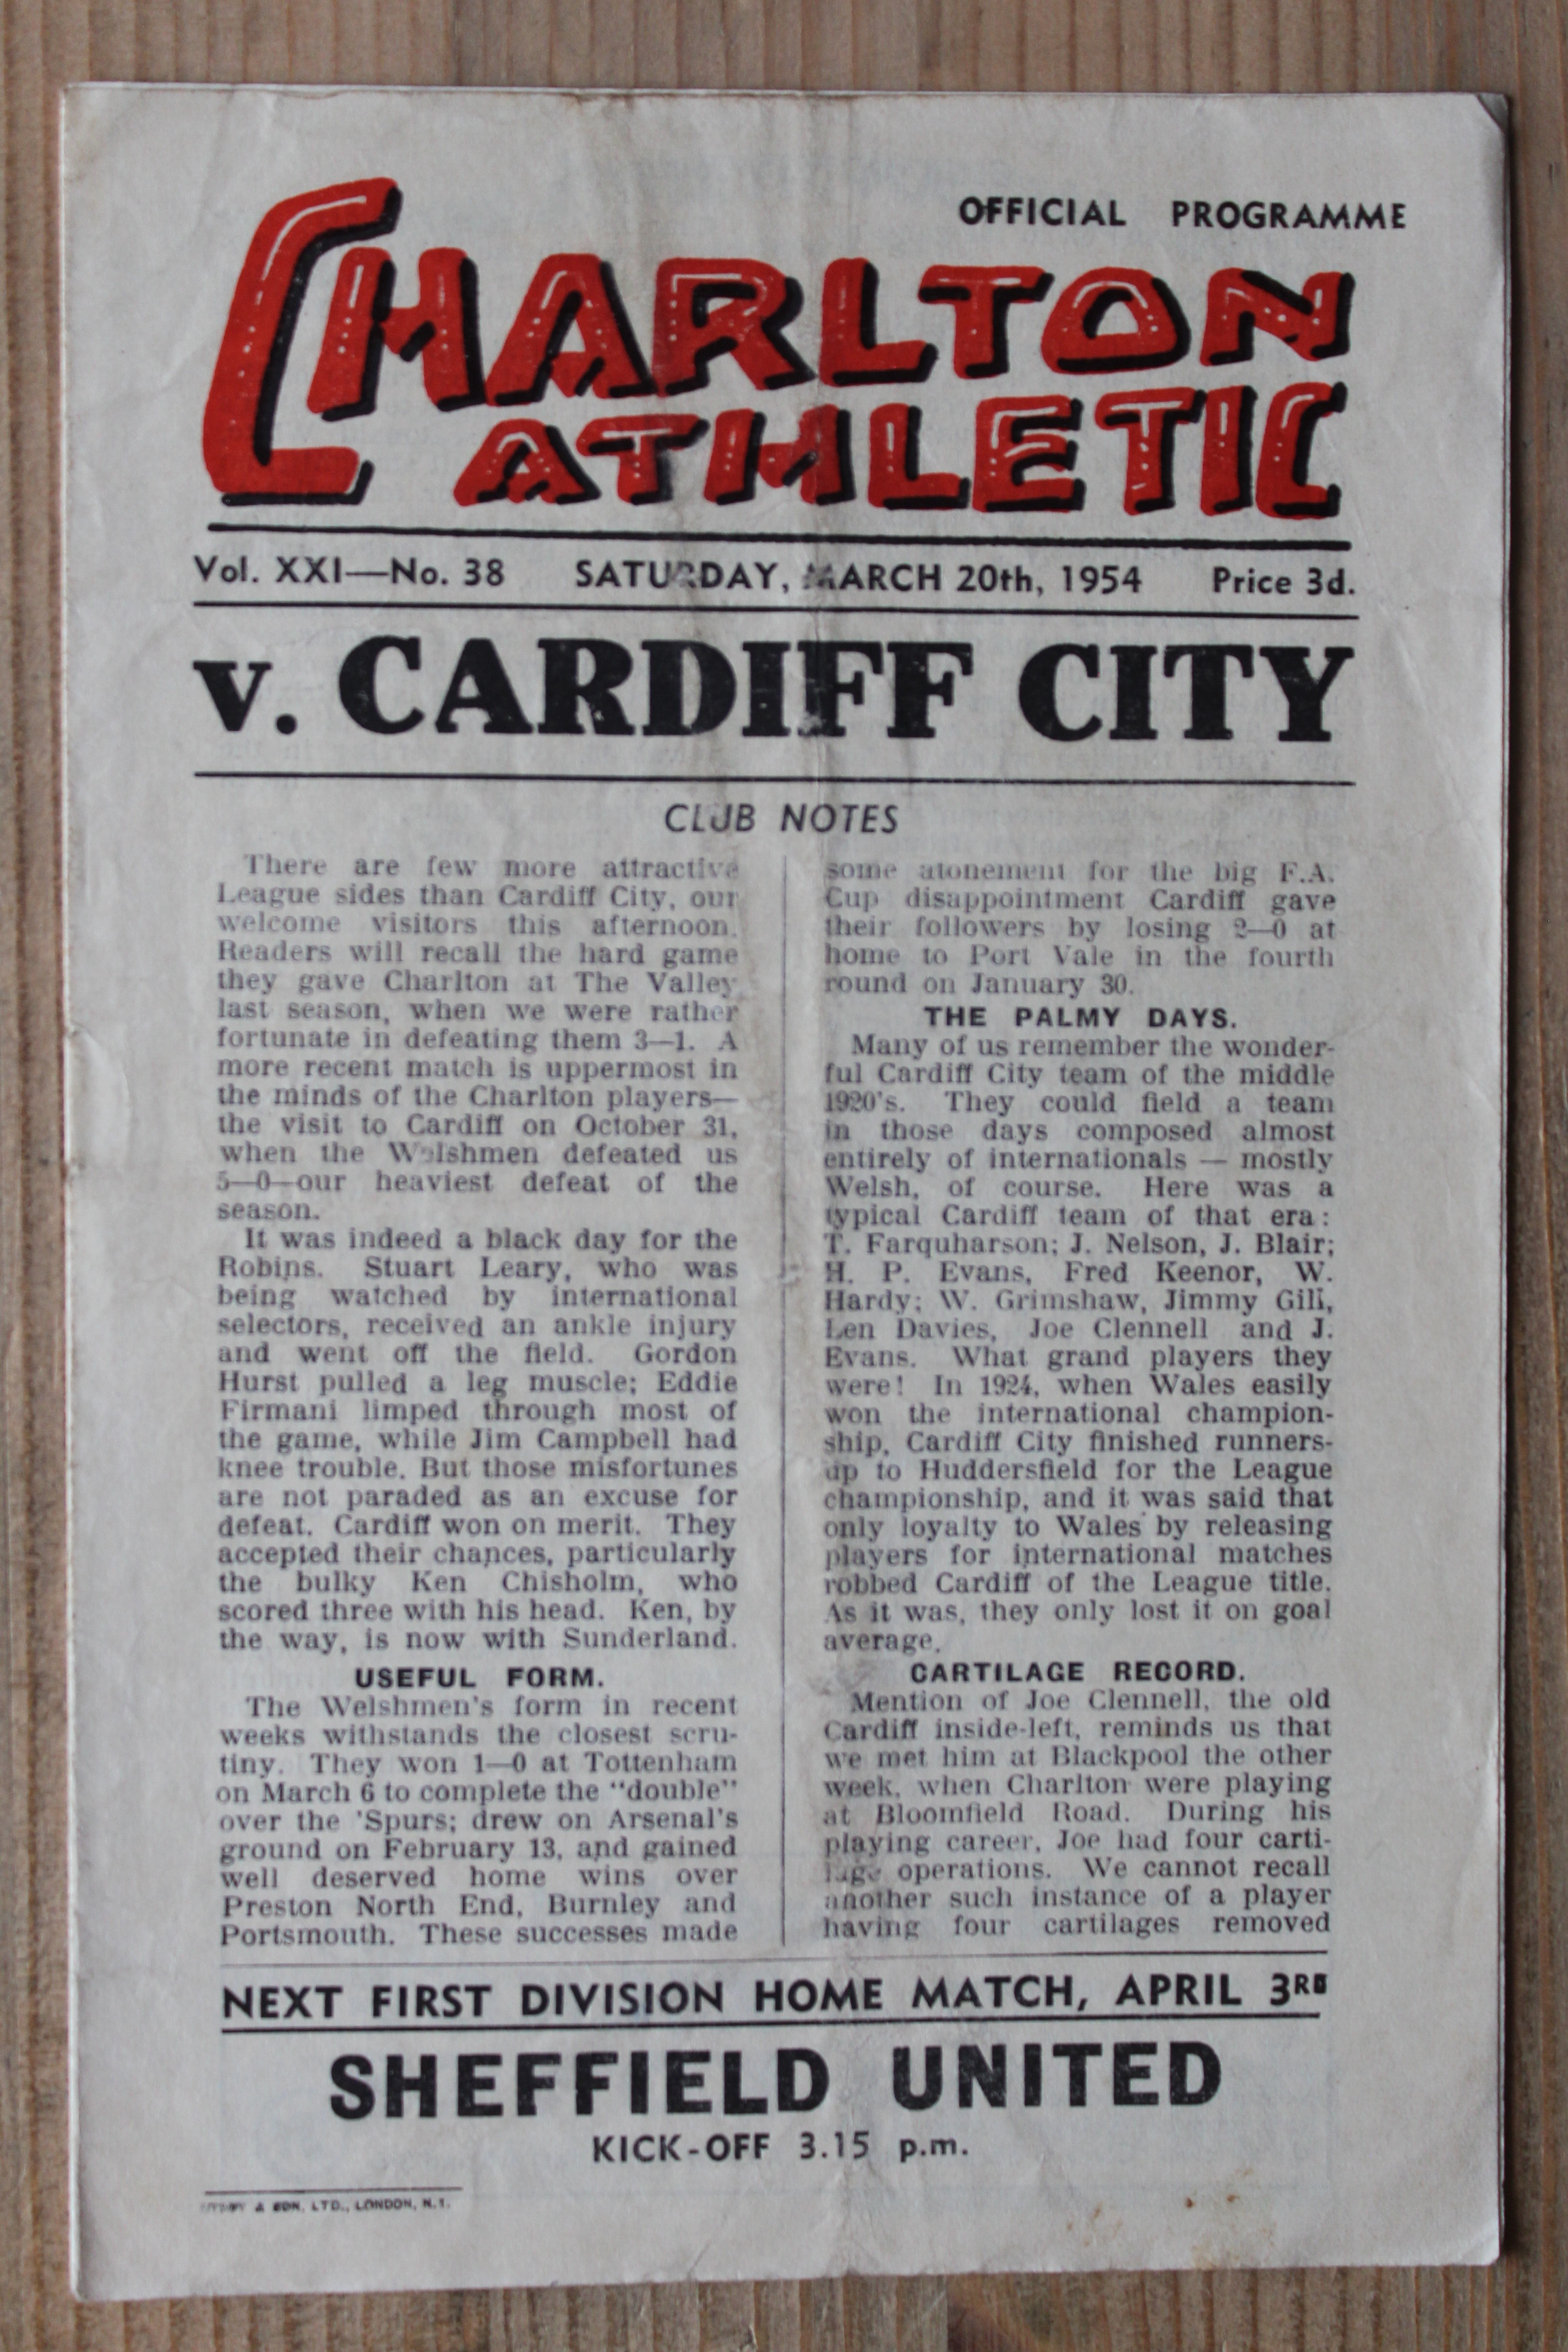 OFFICIAL PROGRAMME
CHARLTON
ATHLETIC
Vol. XXI—No. 38 SATURDAY, MARCH 20th, 1954 Price 3d.
v. CARDIFF CITY
CLUB NOTES
There are few more attractive
League sides than Cardiff City, our
welcome visitors this afternoon.
Readers will recall the hard game
they gave Charlton at The Valley
last season, when we were rather
fortunate in defeating them 3—1. A
more recent match is uppermost in
the minds of the Charlton players—
the visit to Cardiff on October 31,
when the Welshmen defeated us
5—0—our heaviest defeat of the
season.
It was indeed a black day for the
Robins. Stuart Leary, who was
being watched by international
selectors, received an ankle injury
and went off the field. Gordon
Hurst pulled a leg muscle; Eddie
Firmani limped through most of
the game, while Jim Campbell had
knee trouble. But those misfortunes
are not paraded as an excuse for
defeat. Cardiff won on merit. They
accepted their chances, particularly
the bulky Ken Chisholm, who
scored three with his head. Ken, by
the way, is now with Sunderland.
USEFUL FORM.
The Welshmen's form in recent
weeks withstands the closest scru-
tiny. They won 1—0 at Tottenham
on March 6 to complete the "double"
over the 'Spurs; drew on Arsenal's
ground on February 13, and gained
well deserved home wins over
Preston North End, Burnley and
Portsmouth. These successes made
some atonement for the big F.A.
Cup disappointment Cardiff gave
their followers by losing 2—0 at
home to Port Vale in the fourth
round on January 30.
THE PALMY DAYS.
Many of us remember the wonder-
ful Cardiff City team of the middle
1920's. They could field a team
in those days composed almost
entirely of internationals — mostly
Welsh, of course. Here was a
typical Cardiff team of that era:
T. Farquharson; J. Nelson, J. Blair;
H. P. Evans, Fred Keenor, W.
Hardy; W. Grimshaw, Jimmy Gill,
Len Davies, Joe Clennell and J.
Evans. What grand players they
were! In 1924, when Wales easily
won the international champion-
ship, Cardiff City finished runners-
up to Huddersfield for the League
championship, and it was said that
only loyalty to Wales by releasing
players for international matches
robbed Cardiff of the League title.
As it was, they only lost it on goal
average.
CARTILAGE RECORD.
Mention of Joe Clennell, the old
Cardiff inside-left, reminds us that
we met him at Blackpool the other
week, when Charlton were playing
at Bloomfield Road. During his
playing career, Joe had four carti-
lage operations. We cannot recall
another such instance of a player
having four cartilages removed
NEXT FIRST DIVISION HOME MATCH, APRIL 3RD
SHEFFIELD UNITED
KICK-OFF 3.15 p.m.
& SON, LTD., LONDON, N.1.